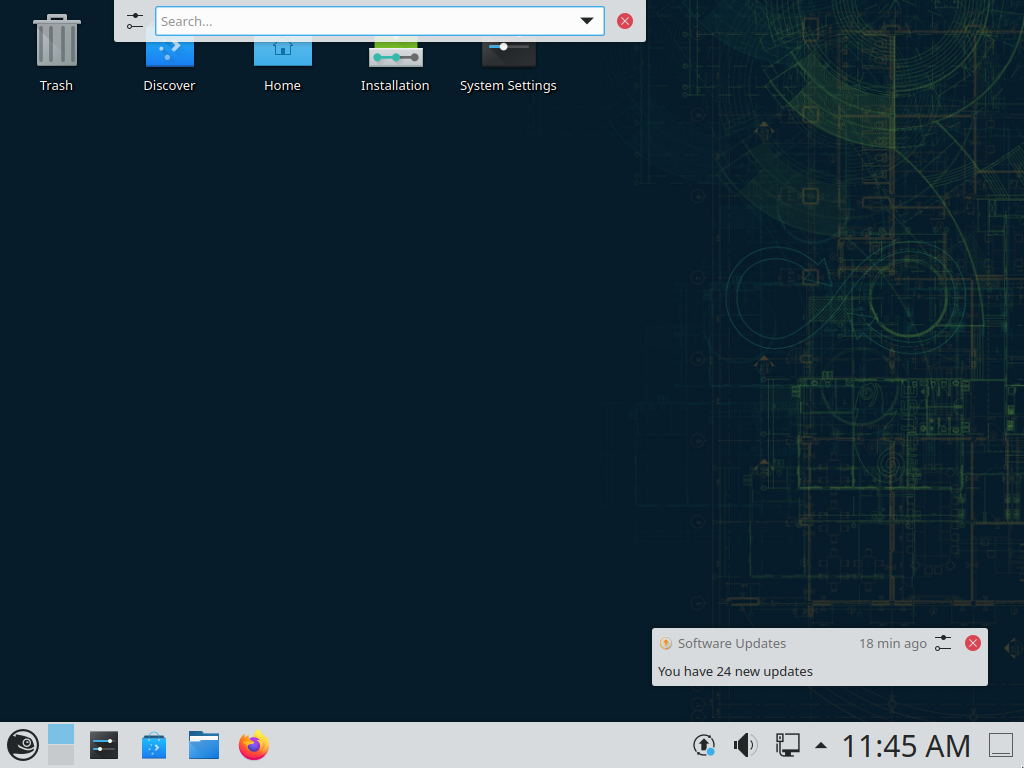 Search...
Trash
Discover
Home
Installation
System Settings
Software Updates
18 min ago
You have 24 new updates
11:45 AM